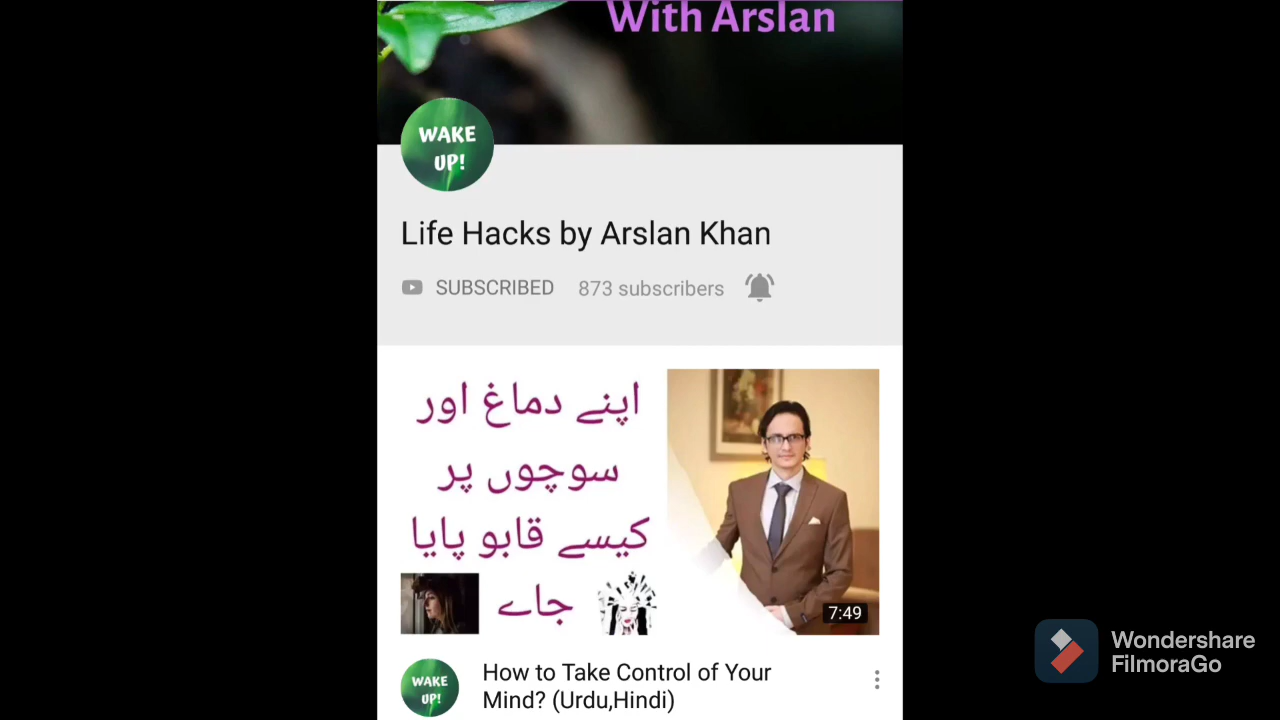 With Arslan
WAKE
UP!
Life Hacks by Arslan Khan
SUBSCRIBED 873 subscribers
اپنے دماغ اور
سوچوں پر
کیسے قابو پایا
جاے
7:49
WAKE
UP!
How to Take Control of Your
Mind? (Urdu,Hindi)
Wondershare
FilmoraGo